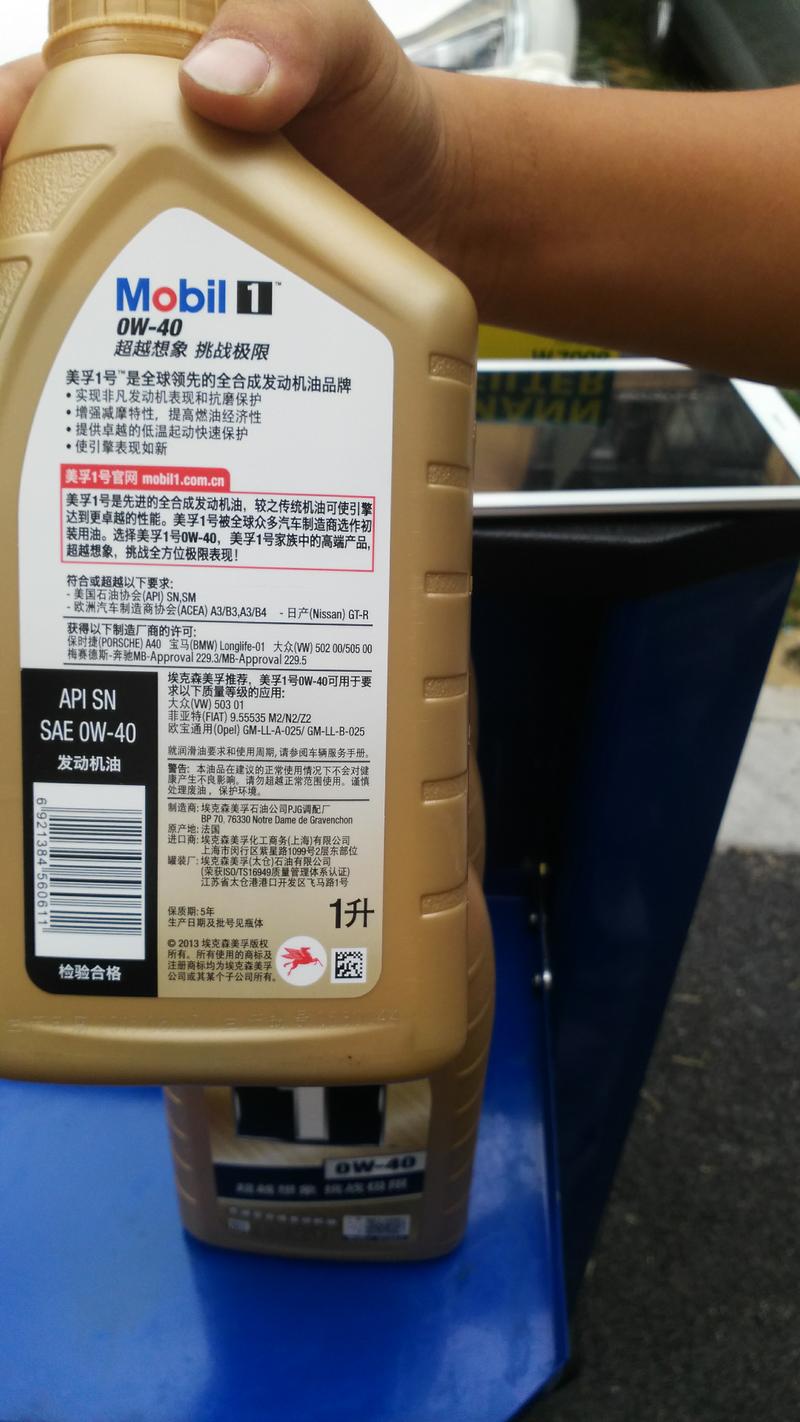 Mobil 1™
0W-40
超越想象 挑战极限
美孚1号™是全球领先的全合成发动机油品牌
• 实现非凡发动机表现和抗磨保护
• 增强减摩特性，提高燃油经济性
• 提供卓越的低温起动快速保护
• 使引擎表现如新
美孚1号官网 mobil1.com.cn
美孚1号是先进的全合成发动机油，较之传统机油可使引擎
达到更卓越的性能。美孚1号被全球众多汽车制造商选作初
装用油。选择美孚1号0W-40，美孚1号家族中的高端产品，
超越想象，挑战全方位极限表现！
符合或超越以下要求：
- 美国石油协会(API) SN,SM
- 欧洲汽车制造商协会(ACEA) A3/B3,A3/B4 - 日产(Nissan) GT-R
获得以下制造厂商的许可：
保时捷(PORSCHE) A40 宝马(BMW) Longlife-01 大众(VW) 502 00/505 00
梅赛德斯-奔驰MB-Approval 229.3/MB-Approval 229.5
埃克森美孚推荐，美孚1号0W-40可用于要
求以下质量等级的应用：
大众(VW) 503 01
菲亚特(FIAT) 9.55535 M2/N2/Z2
欧宝通用(Opel) GM-LL-A-025/ GM-LL-B-025
就润滑油要求和使用周期,请参阅车辆服务手册。
警告：本油品在建议的正常使用情况下不会对健
康产生不良影响。请勿超越正常范围使用。谨慎
处理废油，保护环境。
制造商: 埃克森美孚石油公司PJG调配厂
BP 70. 76330 Notre Dame de Gravenchon
原产地: 法国
进口商: 埃克森美孚化工商务(上海)有限公司
上海市闵行区紫星路1099号2层东部位
罐装厂: 埃克森美孚(太仓)石油有限公司
(荣获ISO/TS16949质量管理体系认证)
江苏省太仓港港口开发区飞马路1号
保质期: 5年
生产日期及批号见瓶体
1升
© 2013 埃克森美孚版权
所有。所有使用的商标及
注册商标均为埃克森美孚
公司或其某个子公司所有。
API SN
SAE 0W-40
发动机油
6921384560611
检验合格
1
0W-40
超越想象 挑战极限
MANN
FILTER